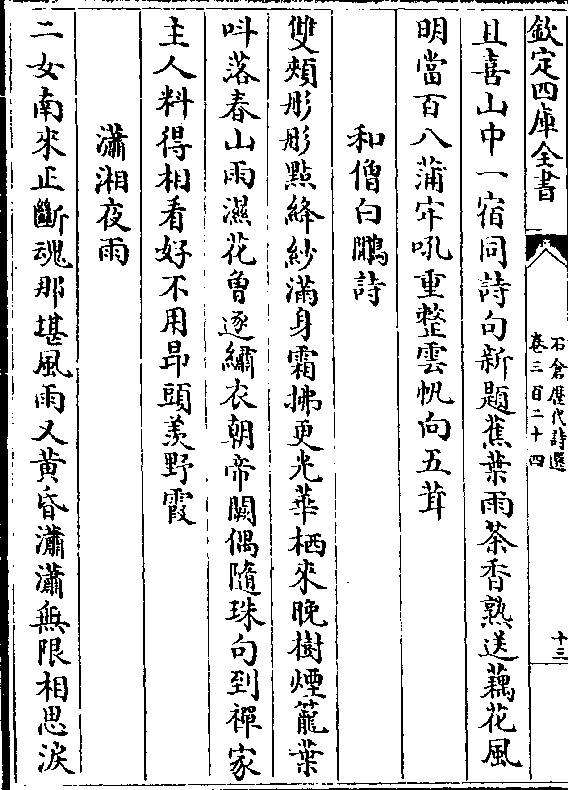 欽定四庫全書
石倉歷代詩選
卷三百二十四
十三
且喜山中一宿同詩句新題蕉葉雨茶香熟送藕花風
明當百八蒲牢吼重整雲帆向五茸
和僧白鷴詩
雙頰彤彤點絳紗滿身霜拂更光華栖來晚樹煙籠葉
呌落春山雨濕花曾逐繡衣朝帝闕偶隨珠句到禪家
主人料得相看好不用昂頭羡野霞
瀟湘夜雨
二女南來正斷魂那堪風雨又黄昏瀟瀟無限相思淚